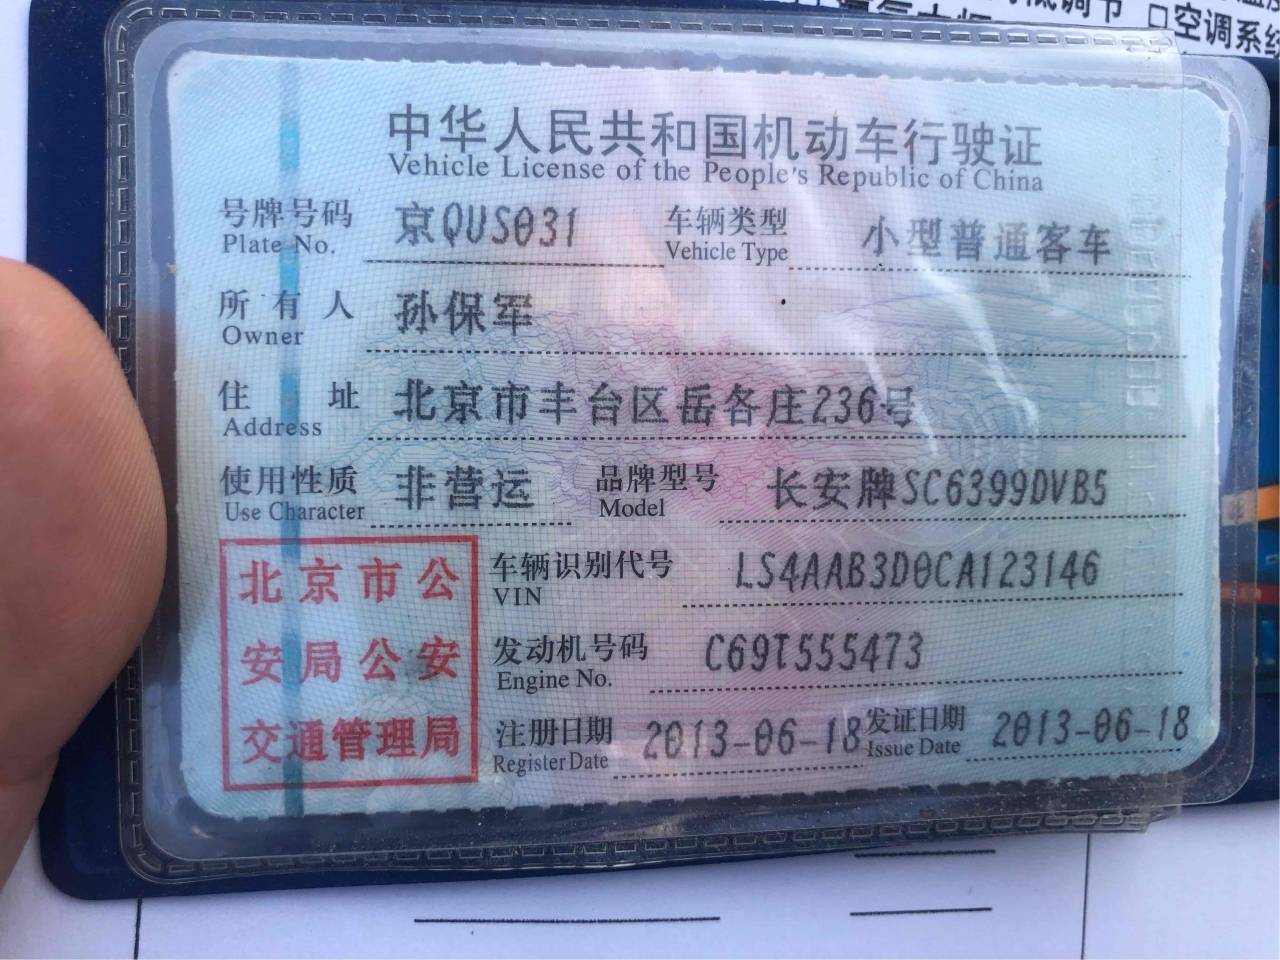 空调系统
中华人民共和国机动车行驶证
Vehicle License of the People's Republic of China
号牌号码 京QUS031 车辆类型 小型普通客车
Plate No. Vehicle Type
所有人 孙保军
Owner
住址 北京市丰台区岳各庄236号
Address
使用性质 非营运 品牌型号 长安牌SC6399DVB5
Use Character Model
北京市公
安局公安
交通管理局
车辆识别代号 LS4AAB3D0CA123146
VIN
发动机号码 C69T555473
Engine No.
注册日期 2013-06-18 发证日期 2013-06-18
Register Date Issue Date